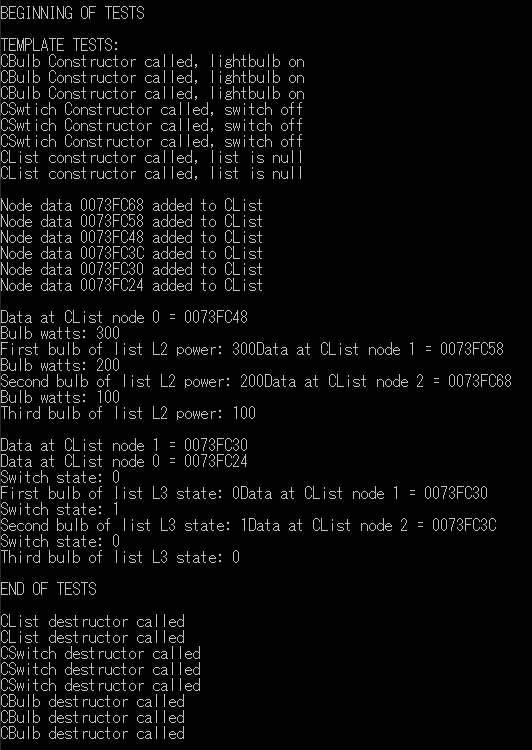 BEGINNING OF TESTS
TEMPLATE TESTS:
CBulb Constructor called, lightbulb on
CBulb Constructor called, lightbulb on
CBulb Constructor called, lightbulb on
CSwtich Constructor called, switch off
CSwtich Constructor called, switch off
CSwtich Constructor called, switch off
CList constructor called, list is null
CList constructor called, list is null
Node data 0073FC68 added to CList
Node data 0073FC58 added to CList
Node data 0073FC48 added to CList
Node data 0073FC3C added to CList
Node data 0073FC30 added to CList
Node data 0073FC24 added to CList
Data at CList node 0 = 0073FC48
Bulb watts: 300
First bulb of list L2 power: 300Data at CList node 1 = 0073FC58
Bulb watts: 200
Second bulb of list L2 power: 200Data at CList node 2 = 0073FC68
Bulb watts: 100
Third bulb of list L2 power: 100
Data at CList node 1 = 0073FC30
Data at CList node 0 = 0073FC24
Switch state: 0
First bulb of list L3 state: 0Data at CList node 1 = 0073FC30
Switch state: 1
Second bulb of list L3 state: 1Data at CList node 2 = 0073FC3C
Switch state: 0
Third bulb of list L3 state: 0
END OF TESTS
CList destructor called
CList destructor called
CSwitch destructor called
CSwitch destructor called
CSwitch destructor called
CBulb destructor called
CBulb destructor called
CBulb destructor called